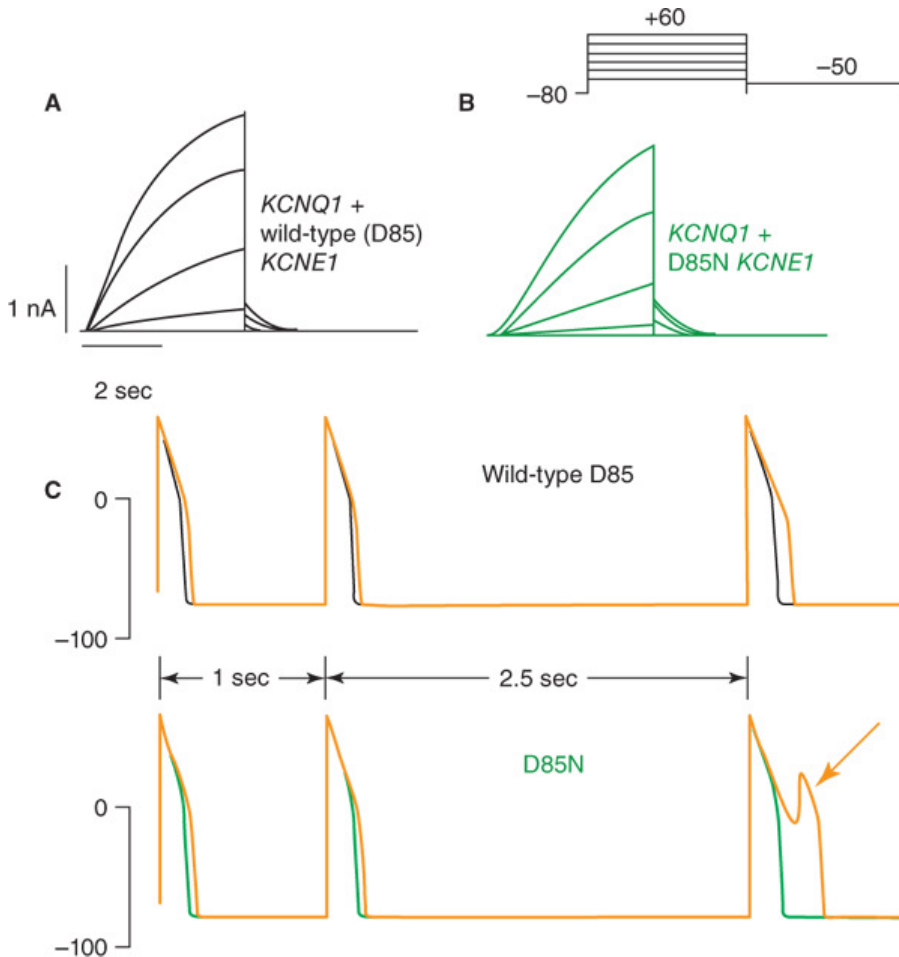 +60
−50
−80
A
B
KCNQ1 +
wild-type (D85)
KCNE1
KCNQ1 +
D85N KCNE1
1 nA
2 sec
C
0
Wild-type D85
−100
1 sec
2.5 sec
D85N
0
−100